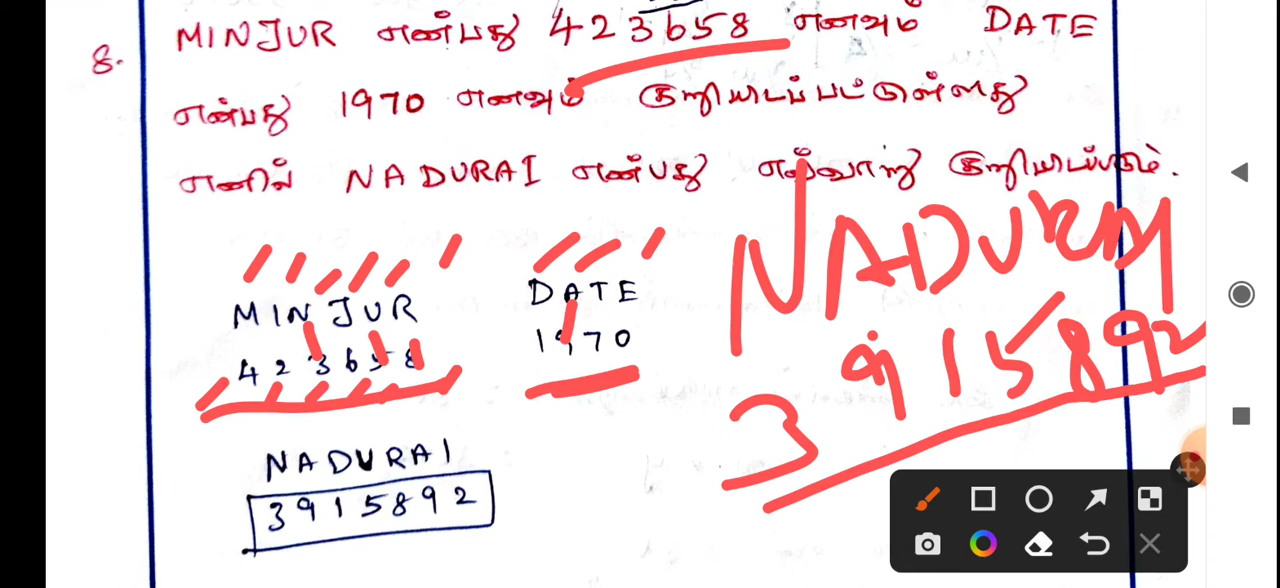 8. MINJUR என்பது 423658 எனவும் DATE
என்பது 1970 எனவும் குறியிடப்பட்டுள்ளது
எனில் NADURAI என்பது எவ்வாறு குறியிடப்படும்.
MINJUR
423658
DATE
1970
NADURAI
3915892
NADURAI
3915892